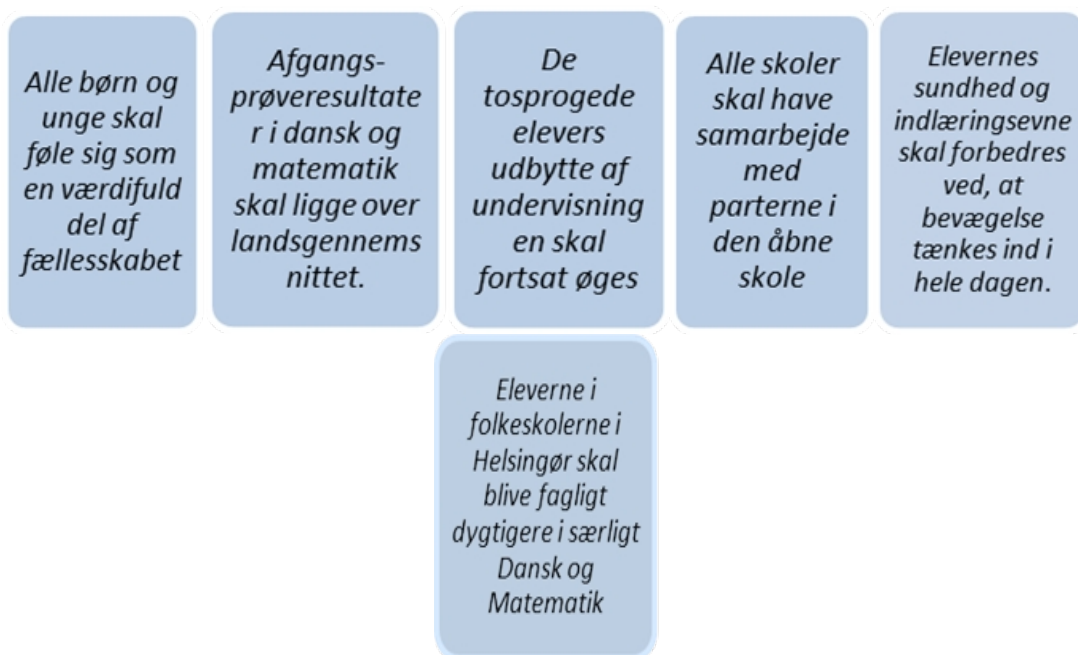 Alle børn og
unge skal
føle sig som
en værdifuld
del af
fællesskabet
Afgangs-
prøveresultate
r i dansk og
matematik
skal ligge over
landsgennems
nittet.
De
tosprogede
elevers
udbytte af
undervisning
en skal
fortsat øges
Alle skoler
skal have
samarbejde
med
parterne i
den åbne
skole
Elevernes
sundhed og
indlæringsevne
skal forbedres
ved, at
bevægelse
tænkes ind i
hele dagen.
Eleverne i
folkeskolerne i
Helsingør skal
blive fagligt
dygtigere i særligt
Dansk og
Matematik